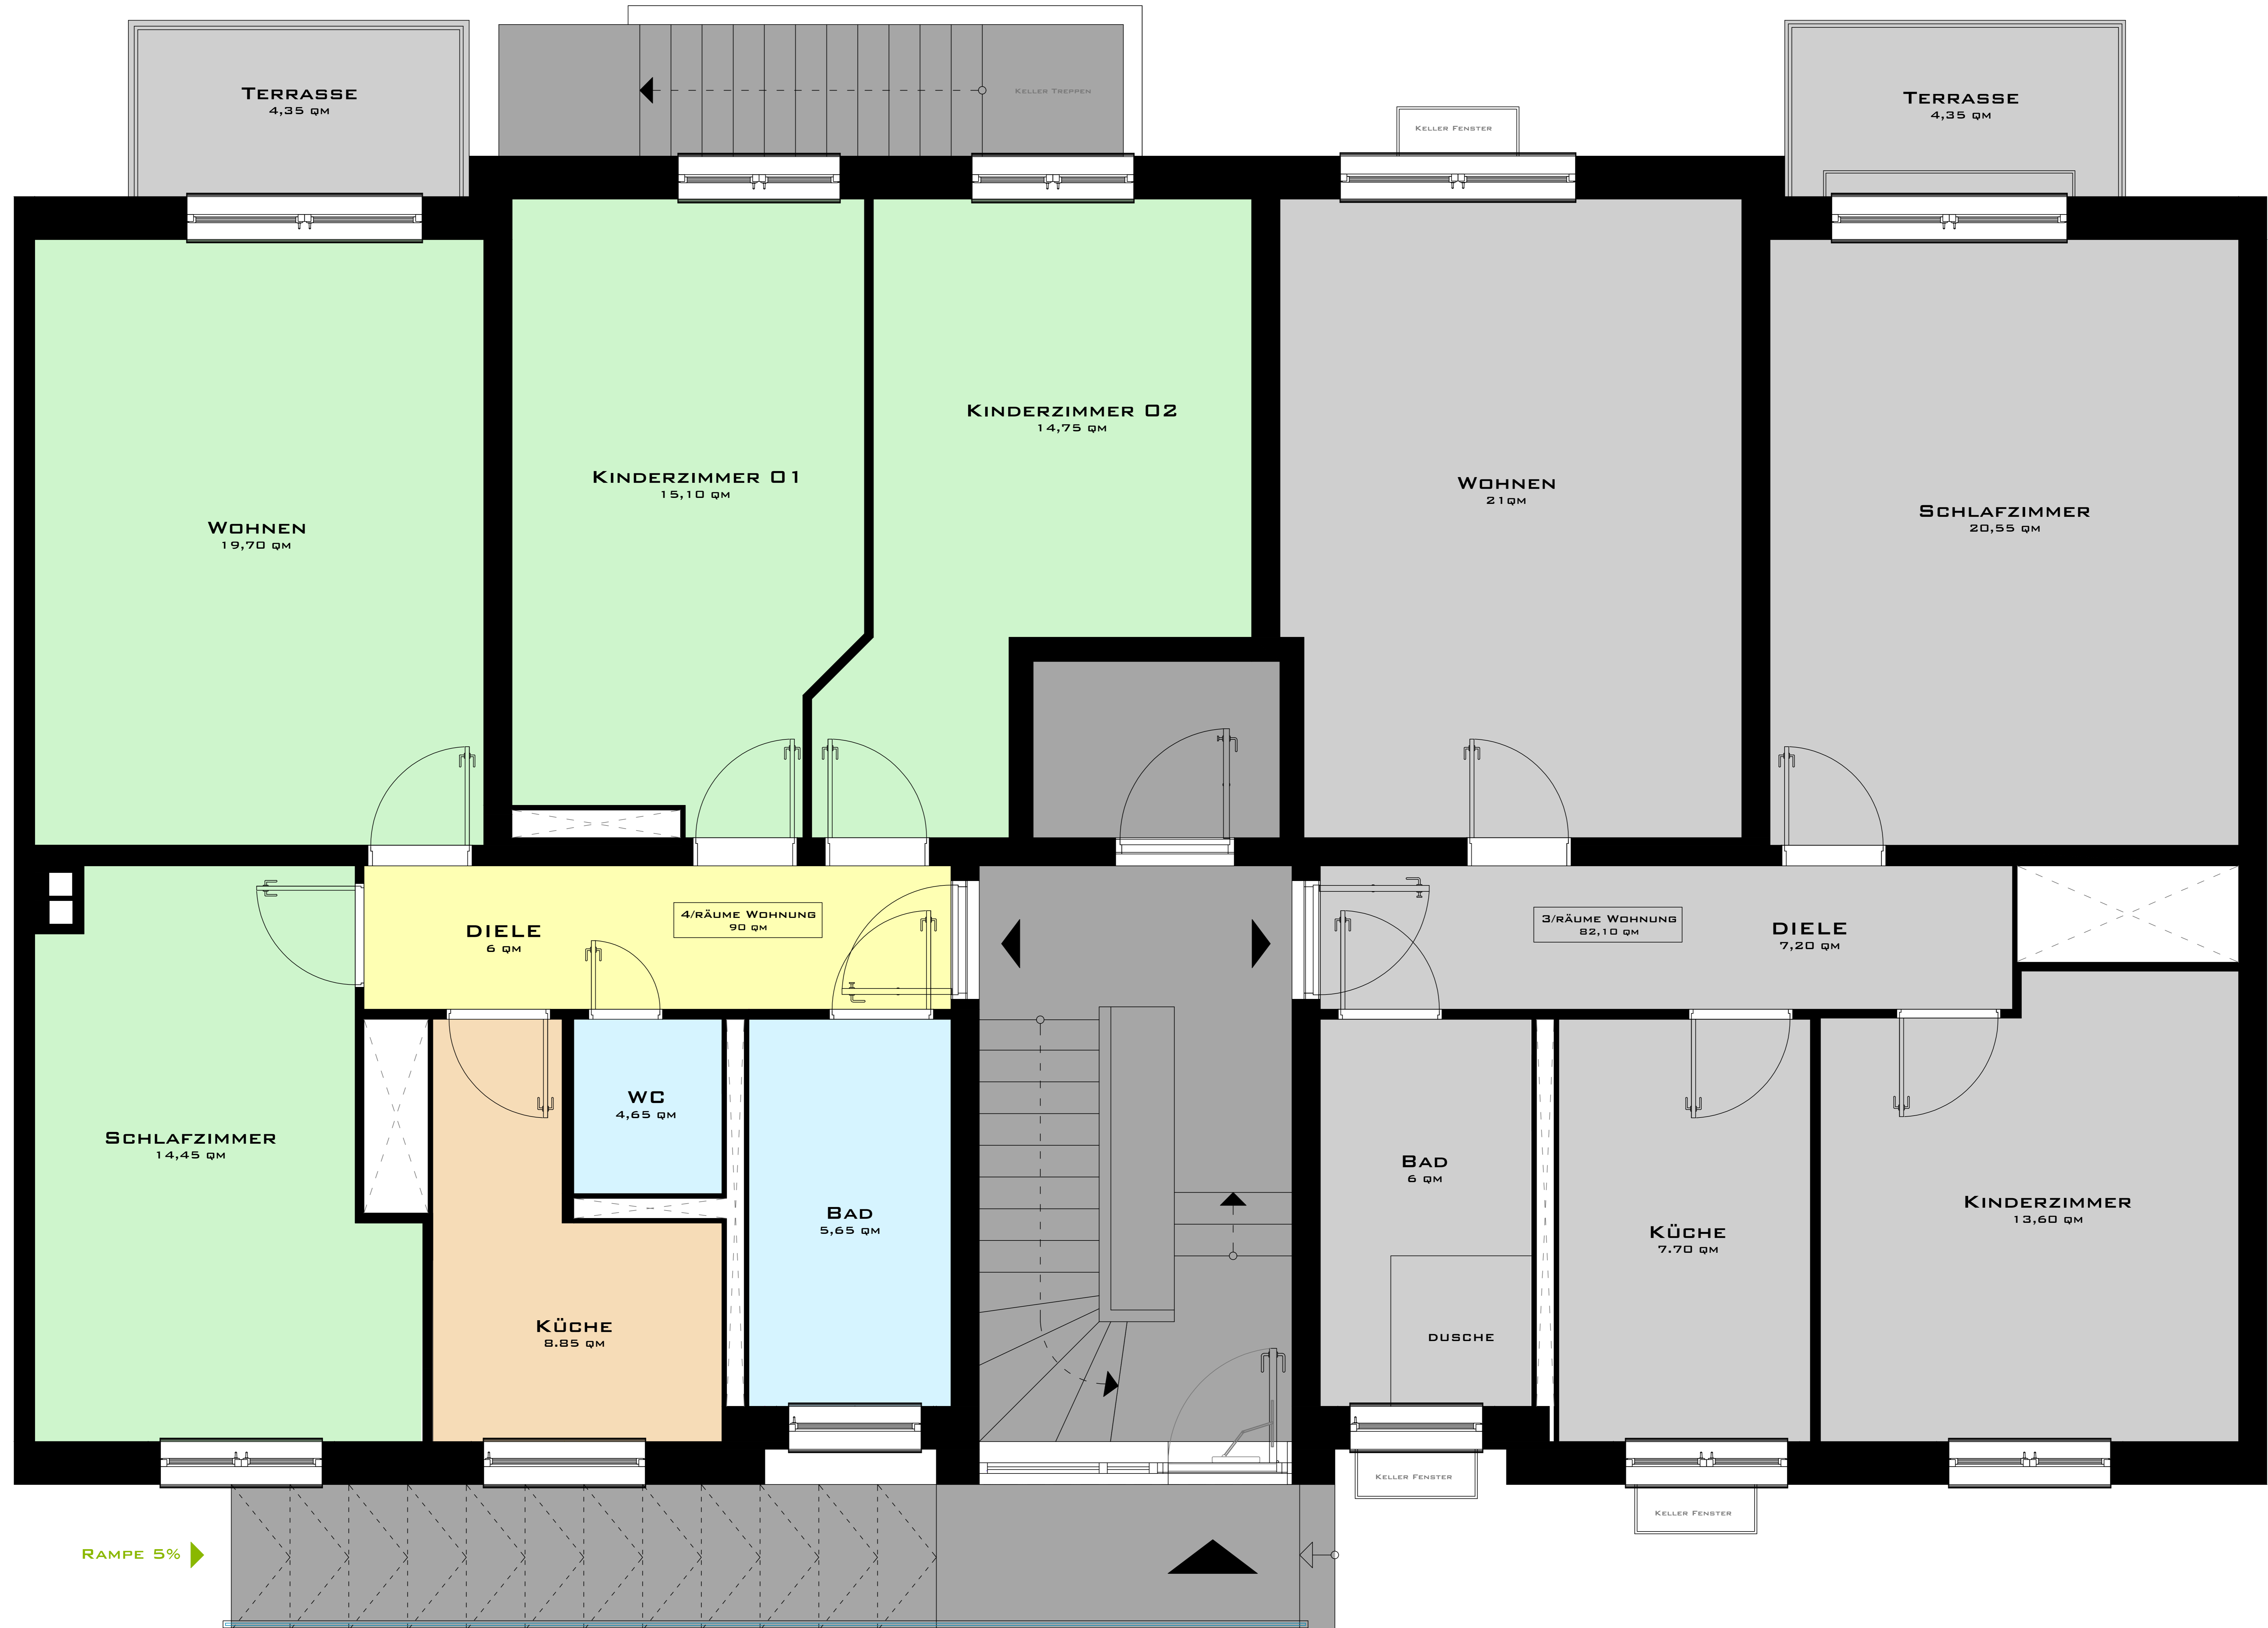 Terrasse
4,35 qm
Keller Treppen
Keller Fenster
Terrasse
4,35 qm
Kinderzimmer 02
14,75 qm
Kinderzimmer 01
15,10 qm
Wohnen
21qm
Schlafzimmer
20,55 qm
Wohnen
19,70 qm
4/räume Wohnung
90 qm
3/räume Wohnung
82,10 qm
DIELE
6 qm
DIELE
7,20 qm
WC
4,65 qm
Schlafzimmer
14,45 qm
Bad
6 qm
Kinderzimmer
13,60 qm
Bad
5,65 qm
Küche
7.70 qm
Küche
8.85 qm
dusche
Keller Fenster
Keller Fenster
Rampe 5%